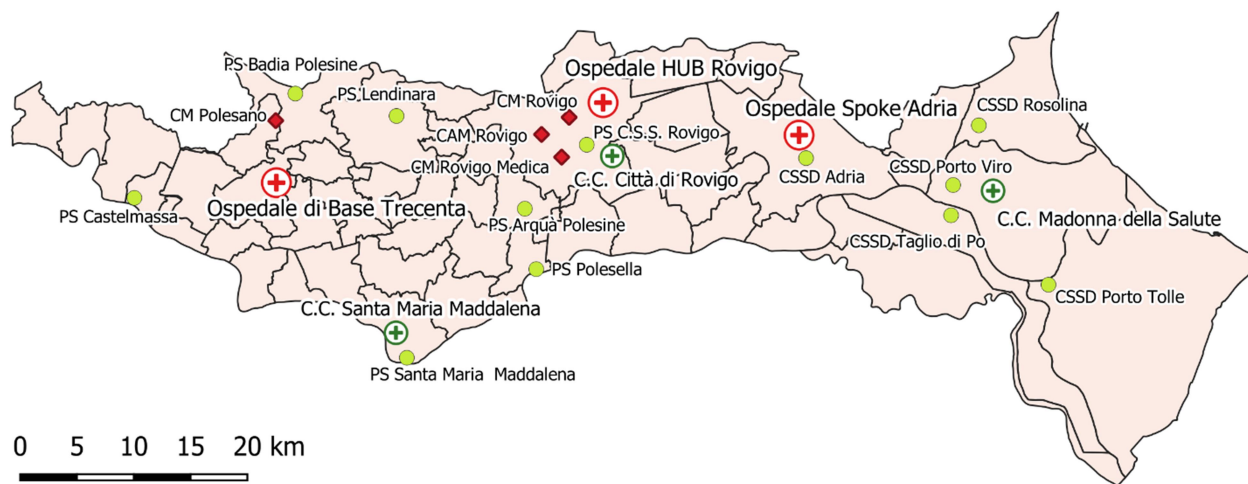 PS Badia Polesine
Ospedale HUB Rovigo
PS Lendinara
CM Rovigo
Ospedale Spoke Adria
CSSD Rosolina
CM Polesano
CAM Rovigo
PS C.S.S. Rovigo
CM Rovigo Medica
C.C. Città di Rovigo
CSSD Adria
CSSD Porto Viro
PS Castelmassa
Ospedale di Base Trecenta
PS Arquà Polesine
C.C. Madonna della Salute
CSSD Taglio di Po
PS Polesella
CSSD Porto Tolle
C.C. Santa Maria Maddalena
PS Santa Maria Maddalena
0 5 10 15 20 km